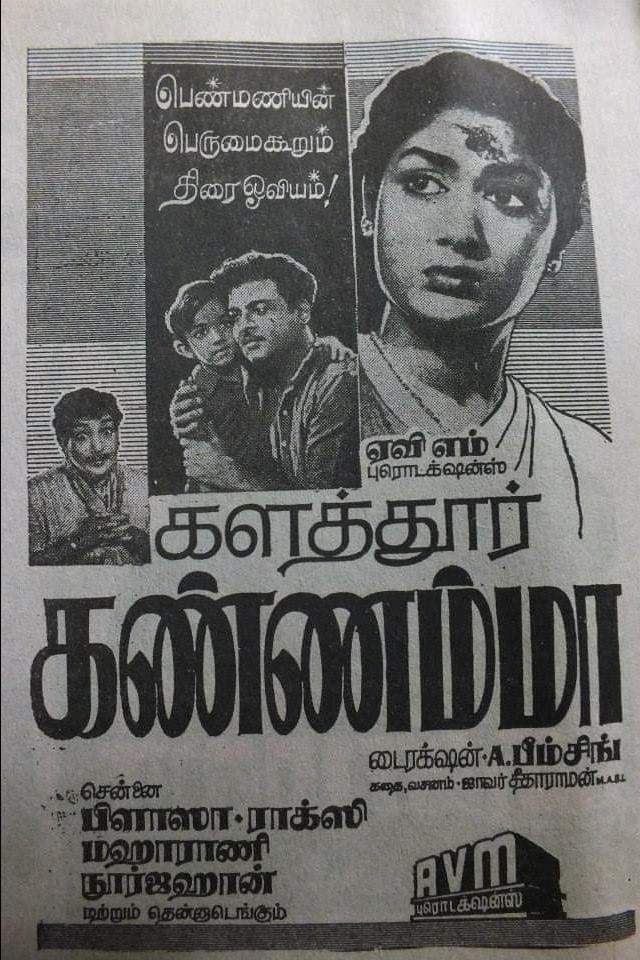 பெண்மணியின்
பெருமைகூறும்
திரை ஓவியம்!
ஏவி எம்
புரொடக்ஷன்ஸ்
களத்தூர்
கண்ணம்மா
டைரக்ஷன் · A. பீம்சிங்
கதை, வசனம் · ஜாவர் சீதாராமன் M.A.B.L
சென்னை
பிளாஸா · ராக்ஸி
மஹாராணி
நூர்ஜஹான்
மற்றும் தென்னாடெங்கும்
AVM
புரொடக்ஷன்ஸ்